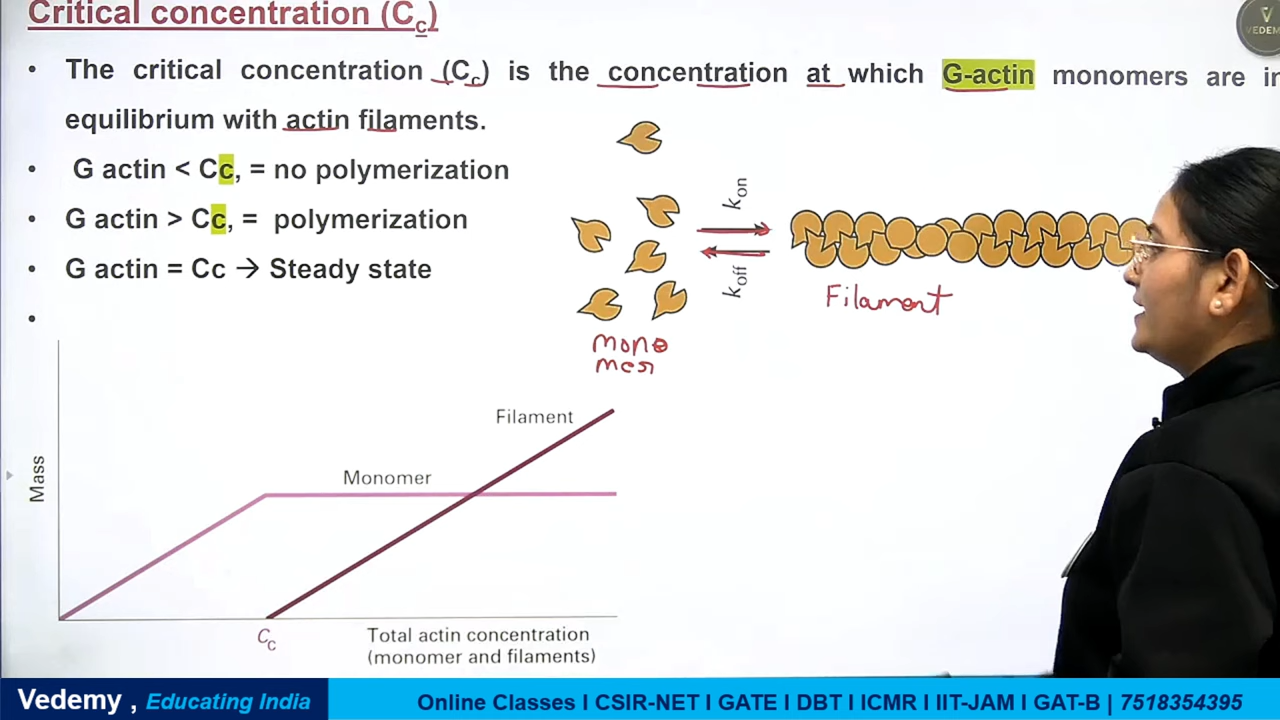 Critical concentration (Cc)
V
VEDEM
• The critical concentration (Cc) is the concentration at which G-actin monomers are in
equilibrium with actin filaments.
• G actin < Cc, = no polymerization
• G actin > Cc, = polymerization
• G actin = Cc → Steady state
•
kon
koff
Filament
mono
mer
Filament
Monomer
Mass
Cc
Total actin concentration
(monomer and filaments)
Vedemy , Educating India
Online Classes I CSIR-NET I GATE I DBT I ICMR I IIT-JAM I GAT-B | 7518354395